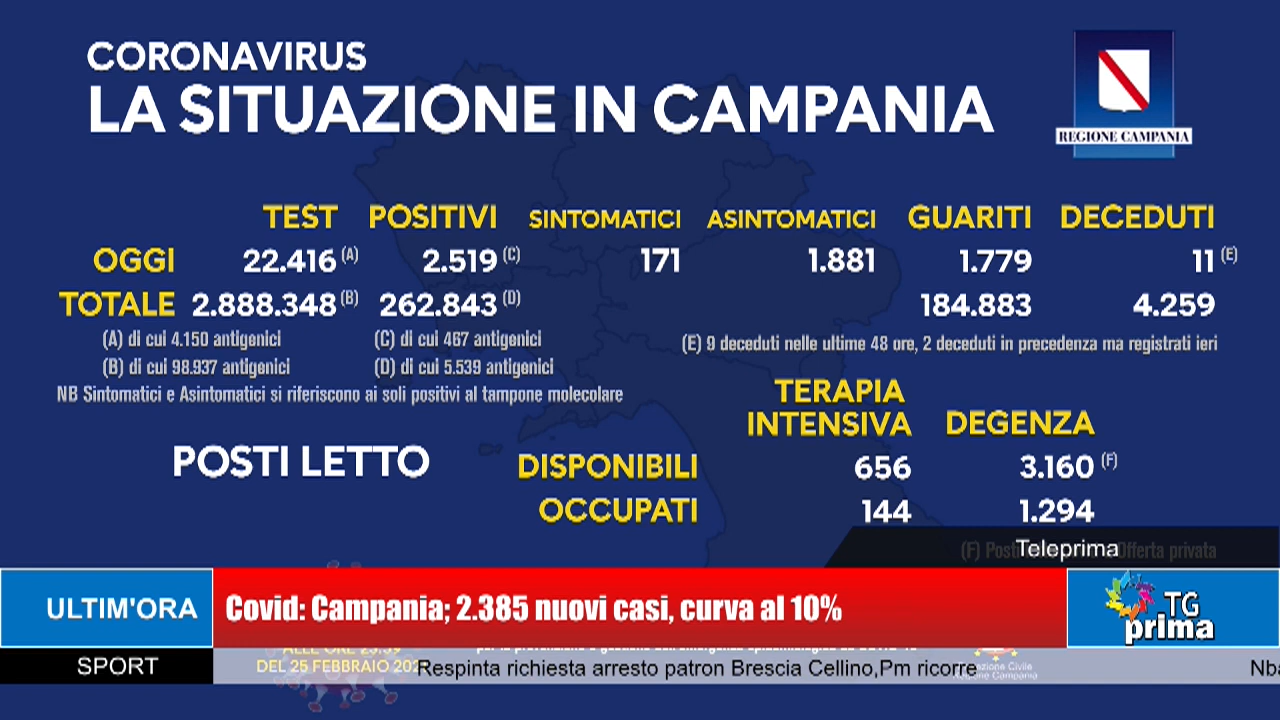 CORONAVIRUS
LA SITUAZIONE IN CAMPANIA
REGIONE CAMPANIA
TEST POSITIVI SINTOMATICI ASINTOMATICI GUARITI DECEDUTI
OGGI 22.416 (A) 2.519 (C) 171 1.881 1.779 11 (E)
TOTALE 2.888.348 (B) 262.843 (D) 184.883 4.259
(A) di cui 4.150 antigenici (C) di cui 467 antigenici (E) 9 deceduti nelle ultime 48 ore, 2 deceduti in precedenza ma registrati ieri
(B) di cui 98.937 antigenici (D) di cui 5.539 antigenici
NB Sintomatici e Asintomatici si riferiscono ai soli positivi al tampone molecolare
TERAPIA
INTENSIVA DEGENZA
POSTI LETTO
DISPONIBILI 656 3.160 (F)
OCCUPATI 144 1.294
(F) Offerta privata
Teleprima
ULTIM'ORA Covid: Campania; 2.385 nuovi casi, curva al 10% TG
prima
DEL 25 FEBBRAIO
SPORT Respinta richiesta arresto patron Brescia Cellino,Pm ricorre